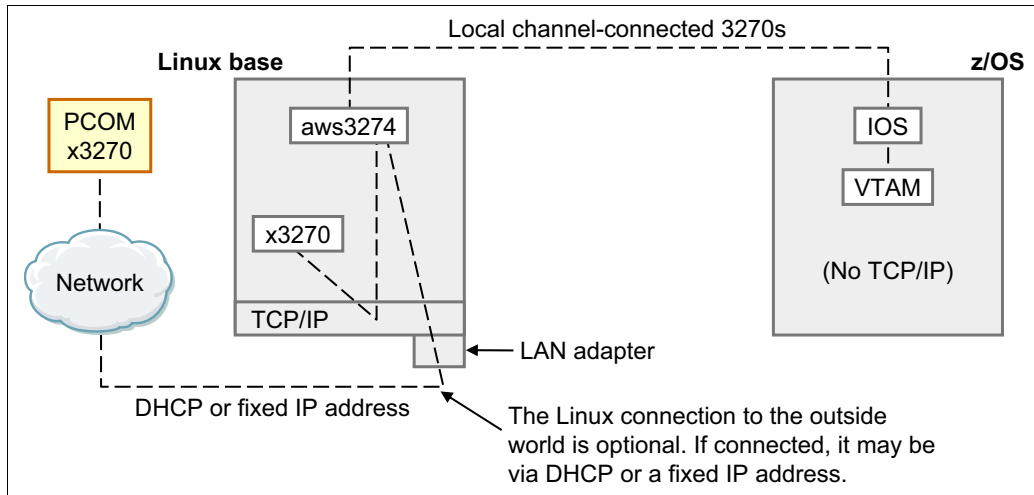 Local channel-connected 3270s
Linux base
z/OS
PCOM
x3270
aws3274
IOS
VTAM
x3270
Network
(No TCP/IP)
TCP/IP
LAN adapter
DHCP or fixed IP address
The Linux connection to the outside
world is optional. If connected, it may be
via DHCP or a fixed IP address.